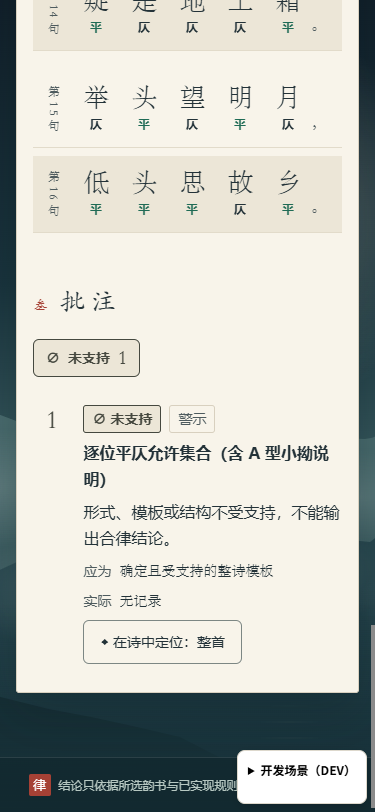 第14句 疑 是 地 上 霜
平 仄 仄 仄 平 。
第15句 举 头 望 明 月
仄 平 仄 平 仄 ，
第16句 低 头 思 故 乡
平 平 平 仄 平 。
叁 批注
未支持 1
1 未支持 警示
逐位平仄允许集合（含 A 型小拗说
明）
形式、模板或结构不受支持，不能输
出合律结论。
应为 确定且受支持的整诗模板
实际 无记录
在诗中定位：整首
律 结论只依据所选韵书与已实现规则
开发场景（DEV）